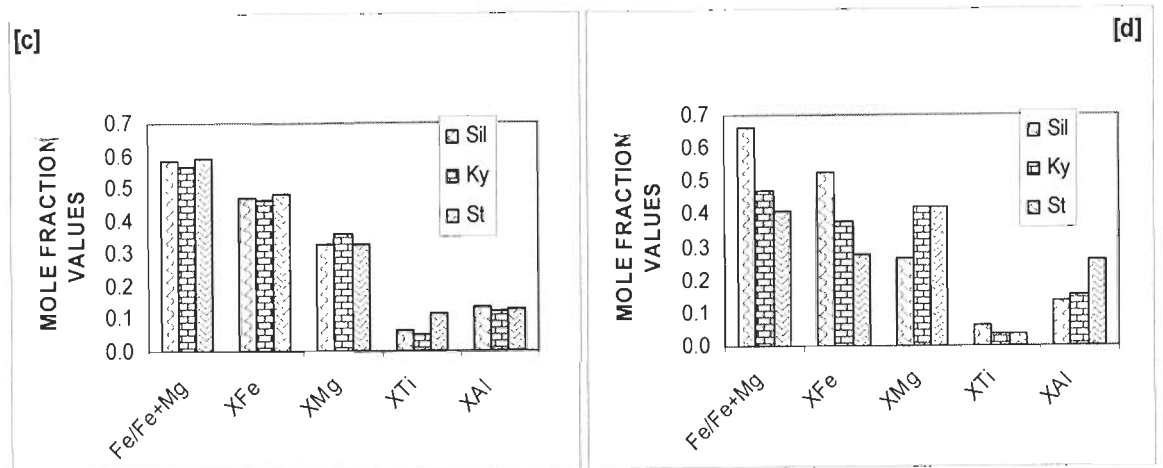 [c]
MOLE FRACTION
VALUES
0.7
0.6
0.5
0.4
0.3
0.2
0.1
0.0
Sil
Ky
St
Fe/Fe+Mg
XFe
XMg
XTi
XAl
[d]
MOLE FRACTION
VALUES
0.7
0.6
0.5
0.4
0.3
0.2
0.1
0.0
Sil
Ky
St
Fe/Fe+Mg
XFe
XMg
XTi
XAl